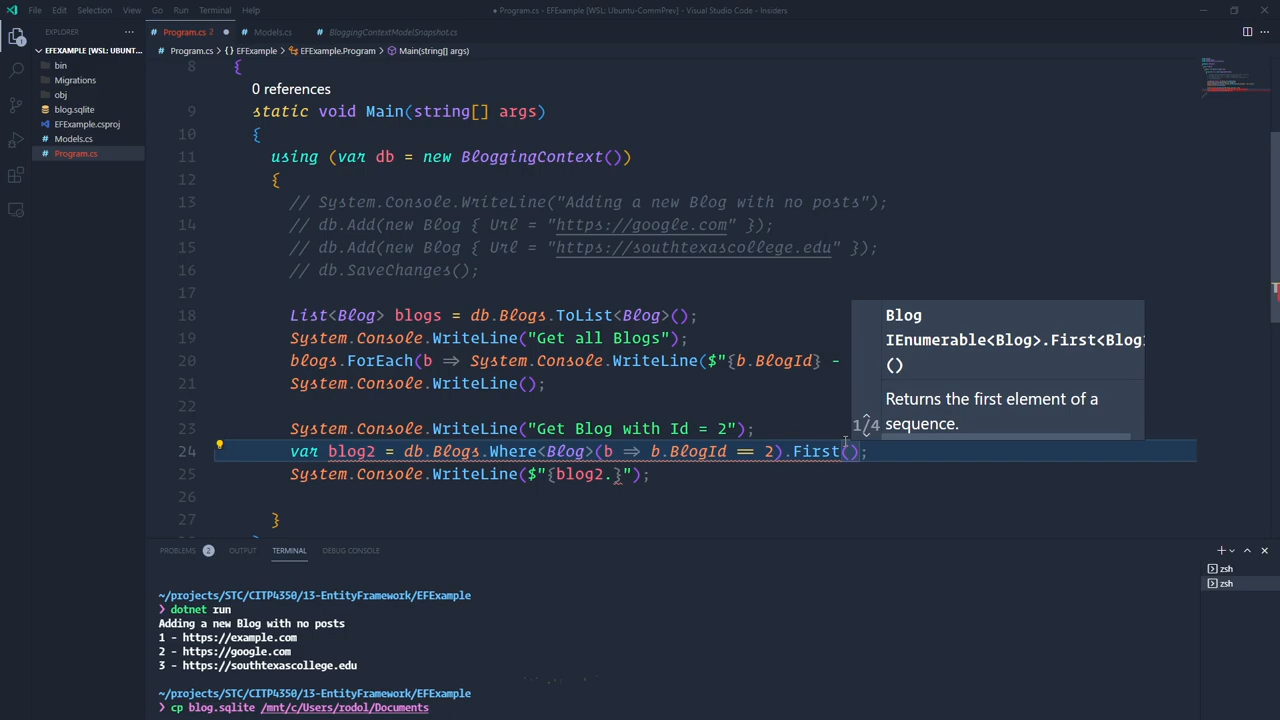 File Edit Selection View Go Run Terminal Help
● Program.cs - EFExample [WSL: Ubuntu-CommPrev] - Visual Studio Code - Insiders
EXPLORER
EFEXAMPLE [WSL: UBUNT...
bin
Migrations
obj
blog.sqlite
EFExample.csproj
Models.cs
Program.cs
Program.cs 2
Models.cs
BloggingContextModelSnapshot.cs
Program.cs > {} EFExample > EFExample.Program > Main(string[] args)
8 {
0 references
9 static void Main(string[] args)
10 {
11 using (var db = new BloggingContext())
12 {
13 // System.Console.WriteLine("Adding a new Blog with no posts");
14 // db.Add(new Blog { Url = "https://google.com" });
15 // db.Add(new Blog { Url = "https://southtexascollege.edu" });
16 // db.SaveChanges();
17
18 List<Blog> blogs = db.Blogs.ToList<Blog>();
19 System.Console.WriteLine("Get all Blogs");
20 blogs.ForEach(b => System.Console.WriteLine($"{b.BlogId} -
21 System.Console.WriteLine();
22
23 System.Console.WriteLine("Get Blog with Id = 2");
24 var blog2 = db.Blogs.Where<Blog>(b => b.BlogId == 2).First();
25 System.Console.WriteLine($"{blog2.}");
26
27 }
Blog
IEnumerable<Blog>.First<Blog>
()
Returns the first element of a
1/4 sequence.
PROBLEMS 2 OUTPUT TERMINAL DEBUG CONSOLE
zsh
zsh
~/projects/STC/CITP4350/13-EntityFramework/EFExample
❯ dotnet run
Adding a new Blog with no posts
1 - https://example.com
2 - https://google.com
3 - https://southtexascollege.edu
~/projects/STC/CITP4350/13-EntityFramework/EFExample
❯ cp blog.sqlite /mnt/c/Users/rodol/Documents